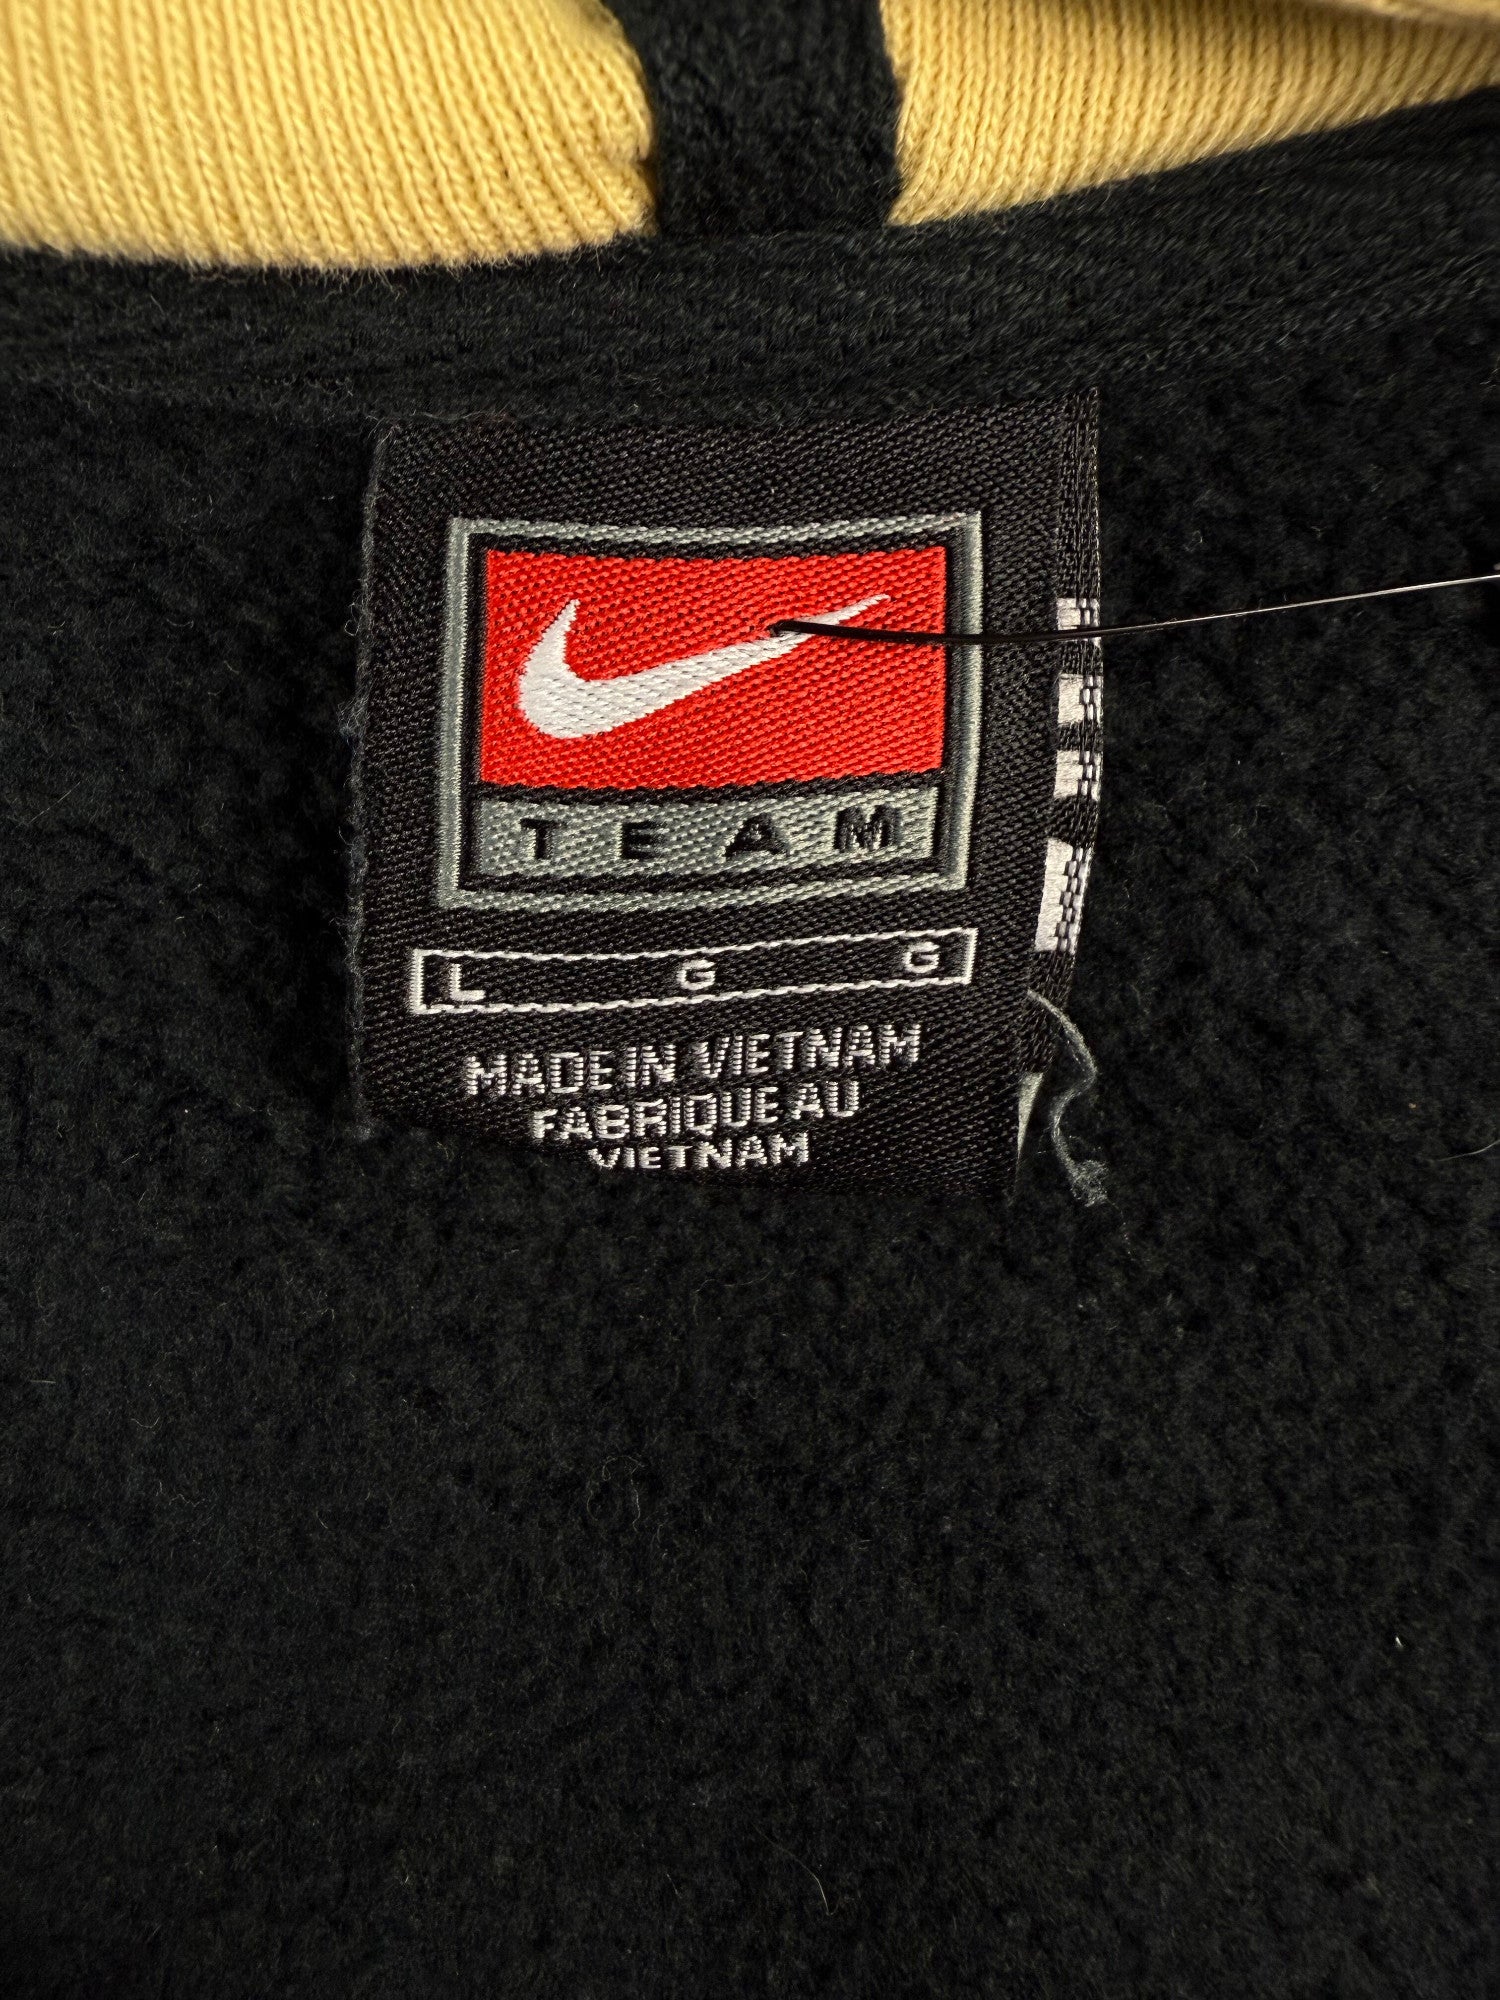 TEAM
L G G
MADE IN VIETNAM
FABRIQUE AU
VIETNAM